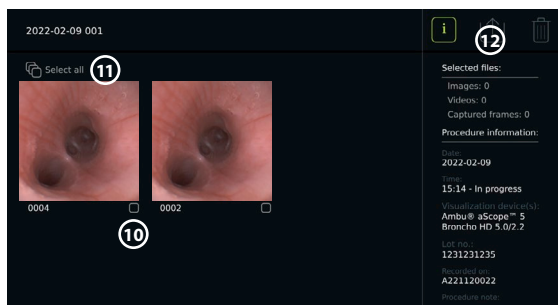 2022-02-09 001
i
12
Select all
11
0004
0002
10
Selected files:
Images: 0
Videos: 0
Captured frames: 0
Procedure information:
Date:
2022-02-09
Time:
15:14 - In progress
Visualization device(s):
Ambu® aScope™ 5
Broncho HD 5.0/2.2
Lot no.:
1231231235
Recorded on:
A221120022
Procedure note: